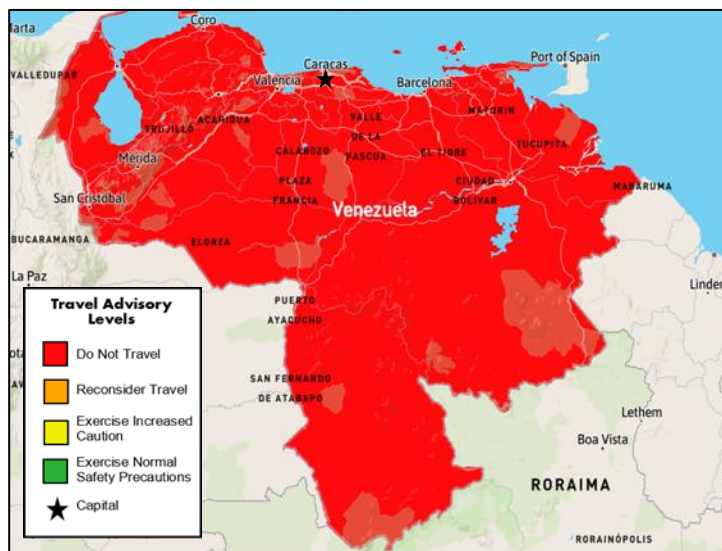 Marta
Coro
VALLEDUPAR
Caracas
Valencia
Barcelona
Port of Spain
TRUJILLO
ACARIGUA
VALLE
DE LA
PASCUA
MATURIN
TUCUPITA
CALABOZO
EL TIGRE
Mérida
PLAZA
FRANCIA
CIUDAD
BOLIVAR
MABARUMA
San Cristobal
Venezuela
BUCARAMANGA
ELORZA
La Paz
Linden
Travel Advisory
Levels
Do Not Travel
Reconsider Travel
Exercise Increased
Caution
Exercise Normal
Safety Precautions
Capital
PUERTO
AYACUCHO
SAN FERNANDO
DE ATABAPO
Lethem
Boa Vista
RORAIMA
RORAINÓPOLIS